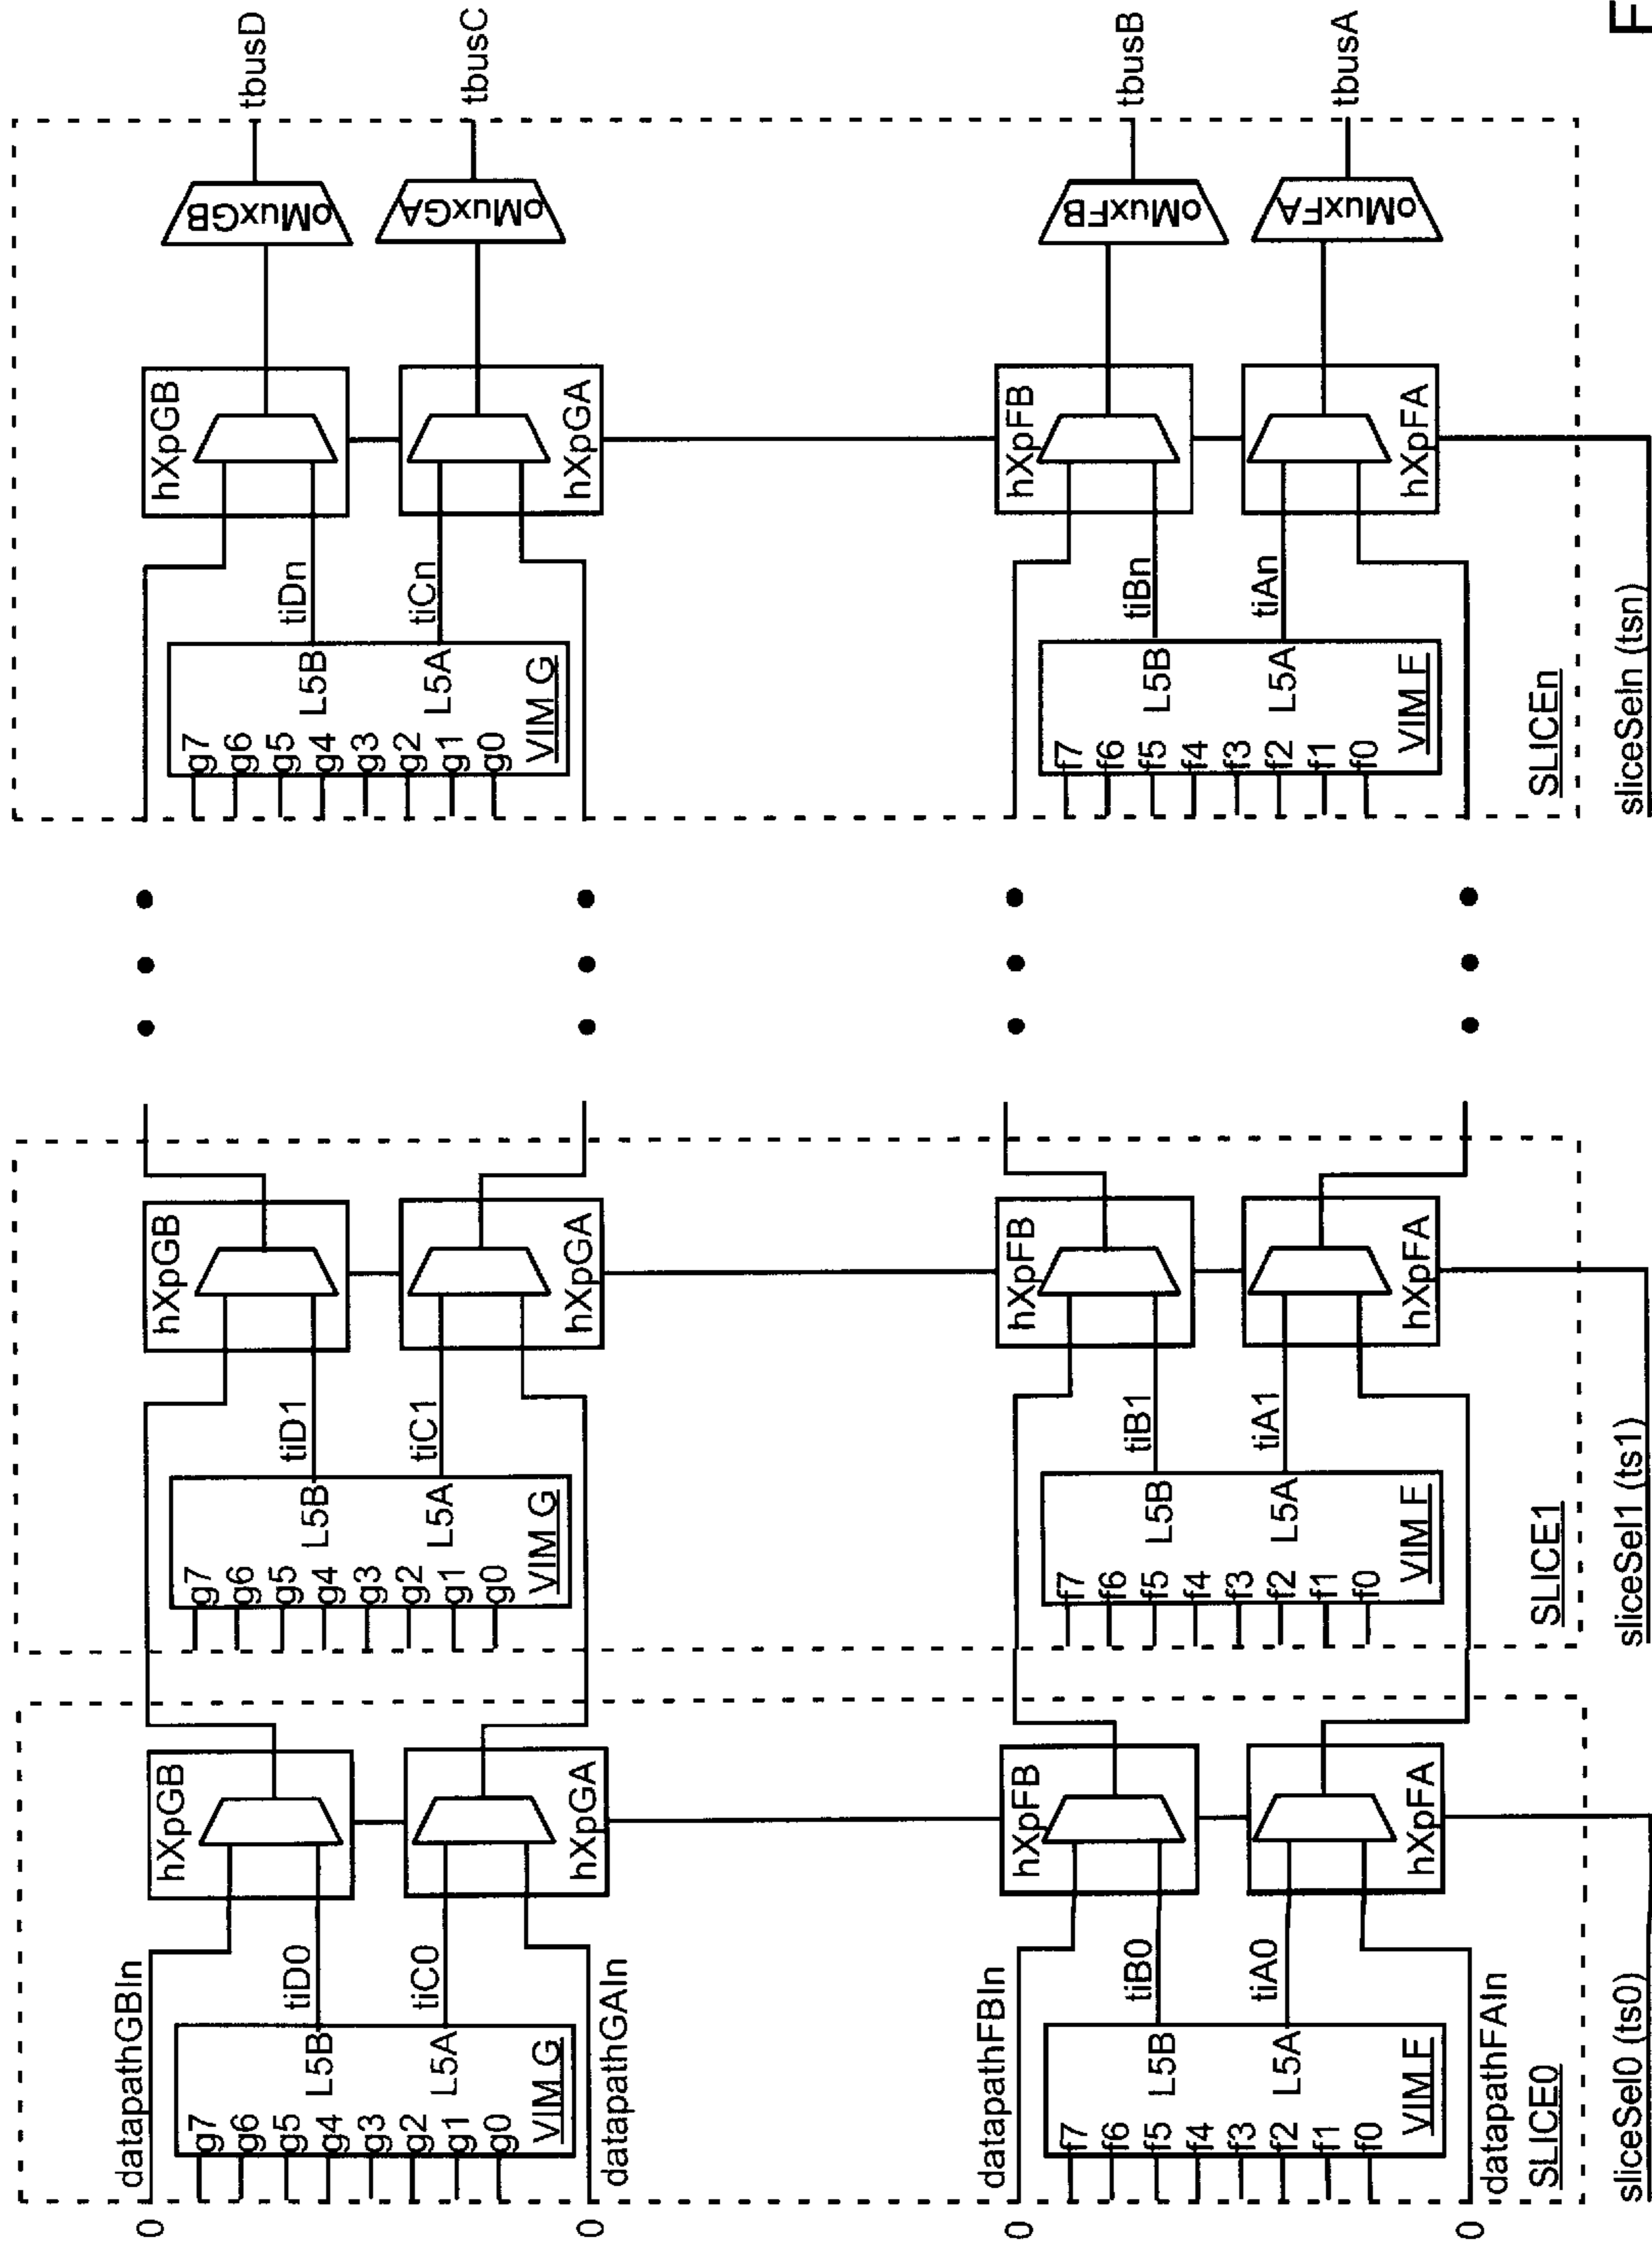 0
datapathGBIn
g7
g6
g5
g4
g3
g2
g1
g0
L5B
L5A
VIM G
tiD0
tiC0
hXpGB
hXpGA
0
datapathGAIn
0
datapathFBIn
f7
f6
f5
f4
f3
f2
f1
f0
L5B
L5A
VIM F
tiB0
tiA0
hXpFB
hXpFA
0
datapathFAIn
SLICE0
sliceSel0 (ts0)
g7
g6
g5
g4
g3
g2
g1
g0
L5B
L5A
VIM G
tiD1
tiC1
hXpGB
hXpGA
f7
f6
f5
f4
f3
f2
f1
f0
L5B
L5A
VIM F
tiB1
tiA1
hXpFB
hXpFA
SLICE1
sliceSel1 (ts1)
g7
g6
g5
g4
g3
g2
g1
g0
L5B
L5A
VIM G
tiDn
tiCn
hXpGB
hXpGA
oMuxGB
oMuxGA
tbusD
tbusC
f7
f6
f5
f4
f3
f2
f1
f0
L5B
L5A
VIM F
tiBn
tiAn
hXpFB
hXpFA
oMuxFB
oMuxFA
tbusB
tbusA
SLICEn
sliceSeln (tsn)